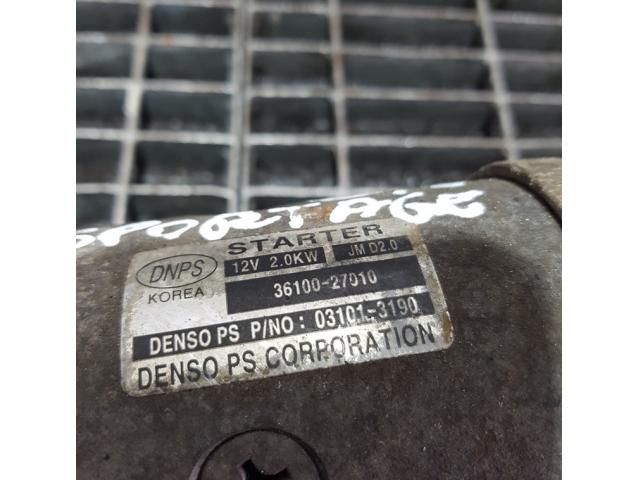 SPORTAGE
STARTER
DNPS 12V 2.0KW JM D2.0
KOREA 36100-27010
DENSO PS P/NO: 03101-3190
DENSO PS CORPORATION